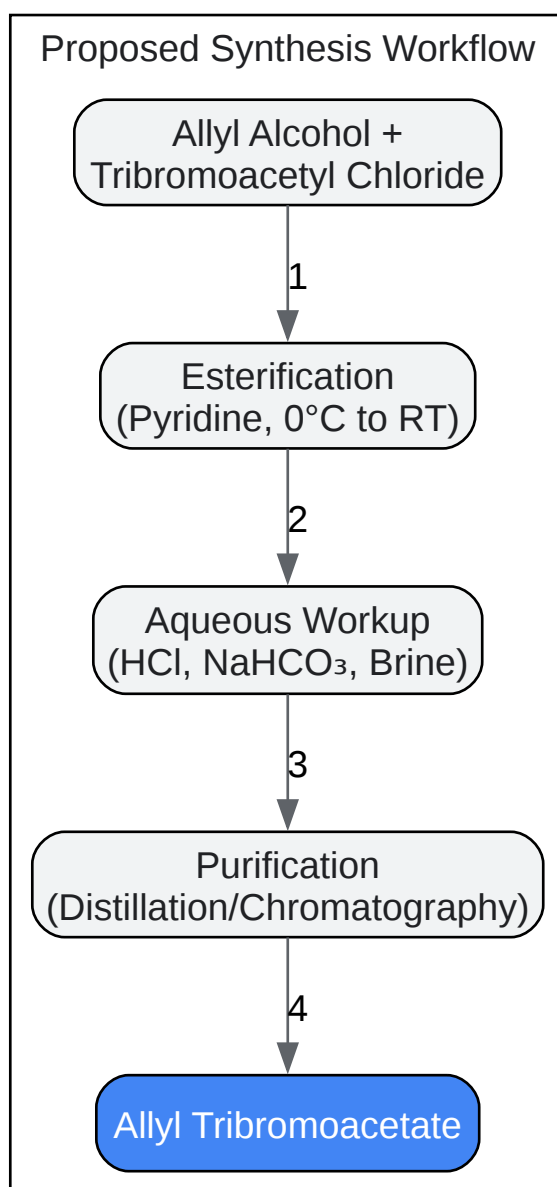 Proposed Synthesis Workflow
Allyl Alcohol +
Tribromoacetyl Chloride
1
Esterification
(Pyridine, 0°C to RT)
2
Aqueous Workup
(HCl, NaHCO₃, Brine)
3
Purification
(Distillation/Chromatography)
4
Allyl Tribromoacetate